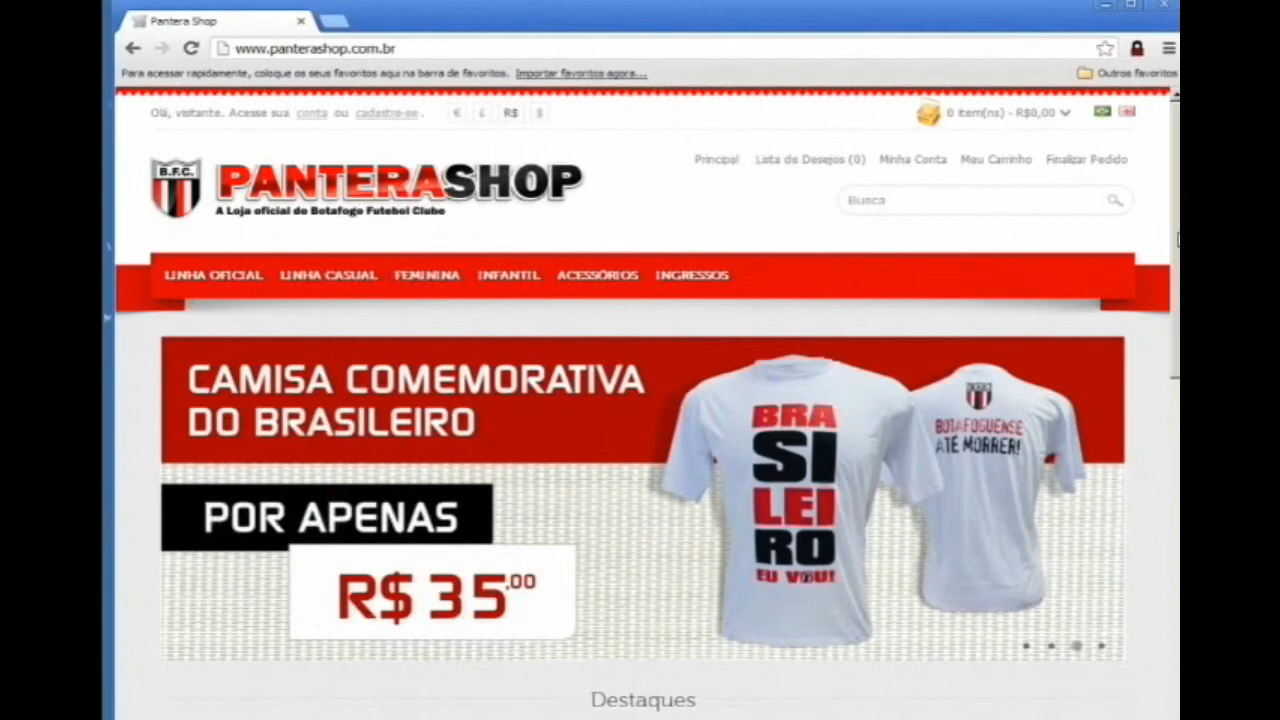 Pantera Shop
www.panterashop.com.br
Para acessar rapidamente, coloque os seus favoritos aqui na barra de favoritos. Importar favoritos agora...
Outros favoritos
Olá, visitante. Acesse sua conta ou cadastre-se.
€ £ R$ $
0 item(ns) - R$0,00
Principal Lista de Desejos (0) Minha Conta Meu Carrinho Finalizar Pedido
B.F.C.
PANTERASHOP
A Loja oficial do Botafogo Futebol Clube
Busca
LINHA OFICIAL LINHA CASUAL FEMININA INFANTIL ACESSÓRIOS INGRESSOS
CAMISA COMEMORATIVA
DO BRASILEIRO
POR APENAS
R$ 35,00
BRA
SI
LEI
RO
EU VOU!
BOTAFOGUENSE
ATÉ MORRER!
Destaques